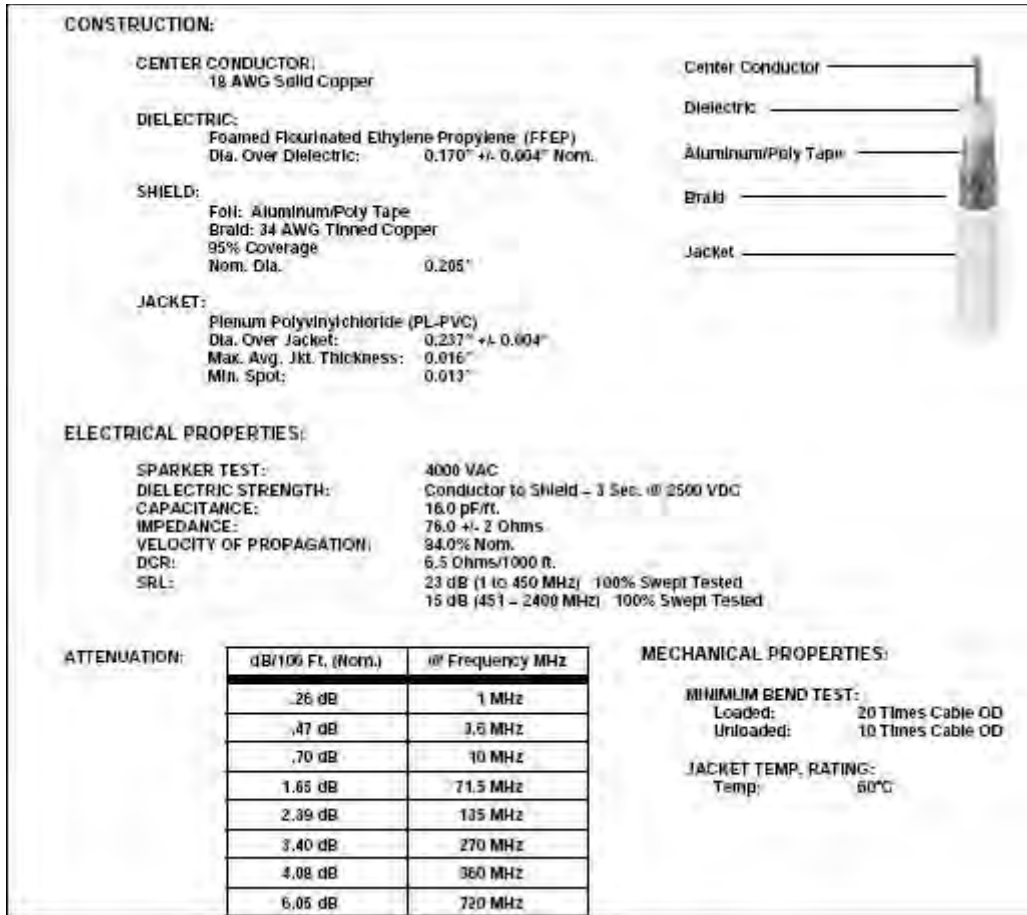 CONSTRUCTION:
CENTER CONDUCTOR:
18 AWG Solid Copper
DIELECTRIC:
Foamed Flourinated Ethylene Propylene (FFEP)
Dia. Over Dielectric: 0.170" +/- 0.004" Nom.
SHIELD:
Foil: Aluminum/Poly Tape
Braid: 34 AWG Tinned Copper
95% Coverage
Nom. Dia. 0.205"
JACKET:
Plenum Polyvinylchloride (PL-PVC)
Dia. Over Jacket: 0.237" +/- 0.004"
Max. Avg. Jkt. Thickness: 0.016"
Min. Spot: 0.013"
Center Conductor
Dielectric
Aluminum/Poly Tape
Braid
Jacket
ELECTRICAL PROPERTIES:
SPARKER TEST: 4000 VAC
DIELECTRIC STRENGTH: Conductor to Shield – 3 Sec. @ 2500 VDC
CAPACITANCE: 16.0 pF/ft.
IMPEDANCE: 76.0 +/- 2 Ohms
VELOCITY OF PROPAGATION: 84.0% Nom.
DCR: 6.5 Ohms/1000 ft.
SRL: 23 dB (1 to 450 MHz) 100% Swept Tested
15 dB (451 – 2400 MHz) 100% Swept Tested
ATTENUATION:
dB/100 Ft. (Nom.) @ Frequency MHz
.26 dB 1 MHz
.47 dB 3.6 MHz
.70 dB 10 MHz
1.65 dB 71.5 MHz
2.39 dB 135 MHz
3.40 dB 270 MHz
4.08 dB 360 MHz
6.05 dB 720 MHz
MECHANICAL PROPERTIES:
MINIMUM BEND TEST:
Loaded: 20 Times Cable OD
Unloaded: 10 Times Cable OD
JACKET TEMP. RATING:
Temp: 60°C